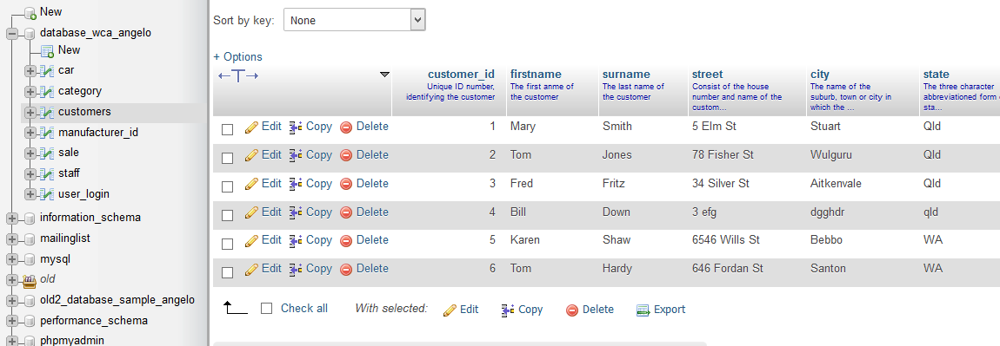 New
database_wca_angelo
New
car
category
customers
manufacturer_id
sale
staff
user_login
information_schema
mailinglist
mysql
old
old2_database_sample_angelo
performance_schema
phpmyadmin
Sort by key: None
+ Options
customer_id firstname surname street city state
Unique ID number, The first anme of The last name of Consist of the house The name of the The three character
identifying the customer the customer the customer number and name of the suburb, town or city in abbreviationed form
custom... which the ... sta...
Edit Copy Delete 1 Mary Smith 5 Elm St Stuart Qld
Edit Copy Delete 2 Tom Jones 78 Fisher St Wulguru Qld
Edit Copy Delete 3 Fred Fritz 34 Silver St Aitkenvale Qld
Edit Copy Delete 4 Bill Down 3 efg dgghdr qld
Edit Copy Delete 5 Karen Shaw 6546 Wills St Bebbo WA
Edit Copy Delete 6 Tom Hardy 646 Fordan St Santon WA
Check all With selected: Edit Copy Delete Export